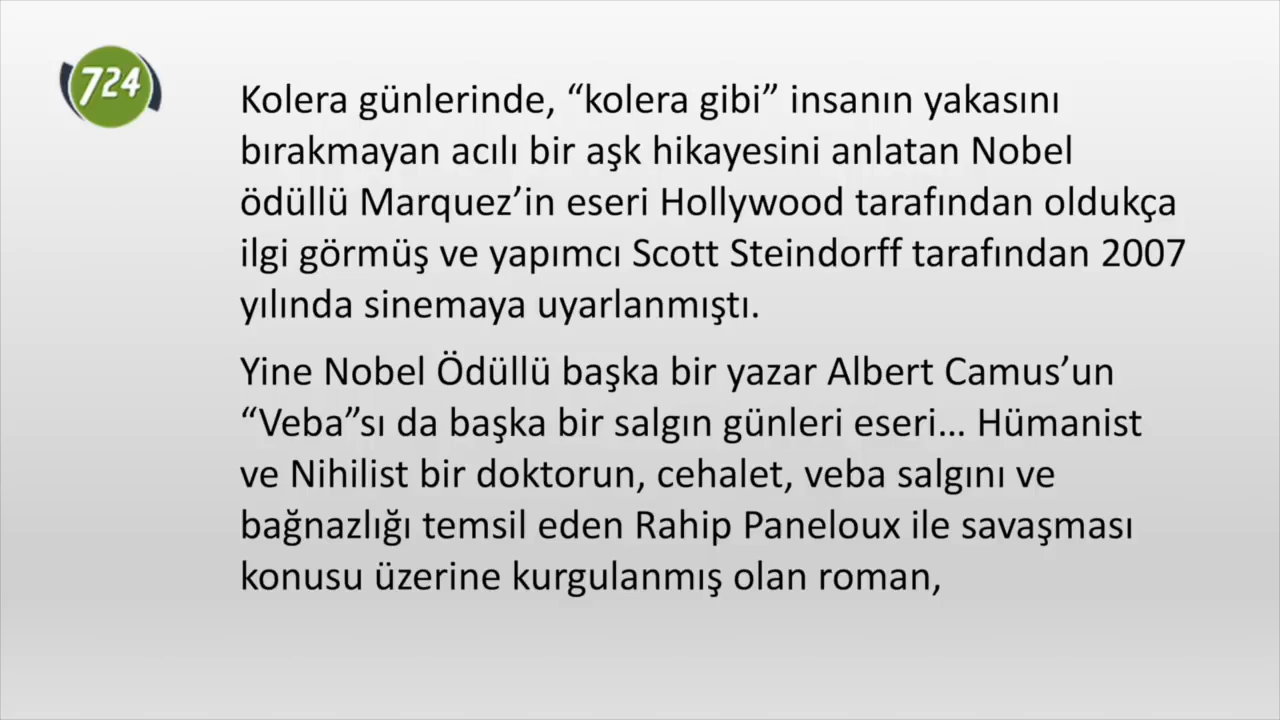 724
Kolera günlerinde, “kolera gibi” insanın yakasını
bırakmayan acılı bir aşk hikayesini anlatan Nobel
ödüllü Marquez’in eseri Hollywood tarafından oldukça
ilgi görmüş ve yapımcı Scott Steindorff tarafından 2007
yılında sinemaya uyarlanmıştı.
Yine Nobel Ödüllü başka bir yazar Albert Camus’un
“Veba”sı da başka bir salgın günleri eseri… Hümanist
ve Nihilist bir doktorun, cehalet, veba salgını ve
bağnazlığı temsil eden Rahip Paneloux ile savaşması
konusu üzerine kurgulanmış olan roman,